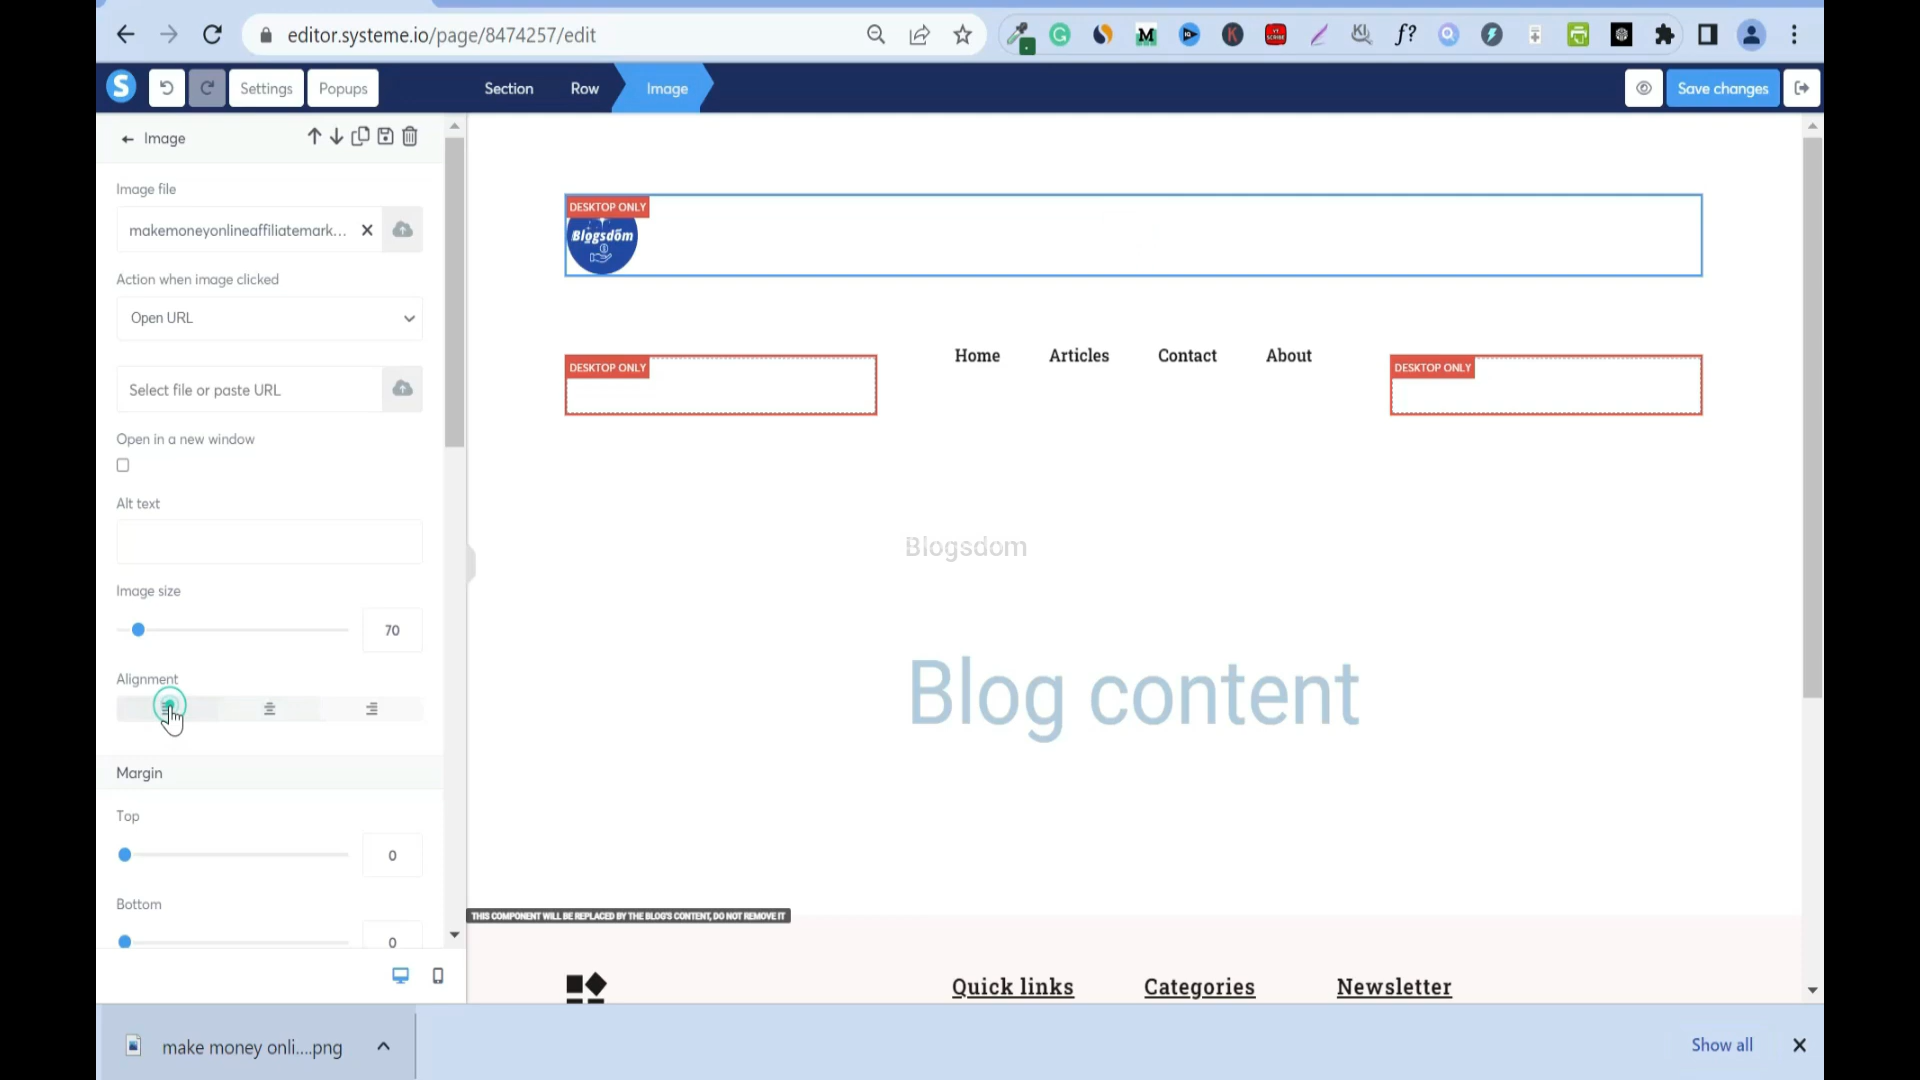 editor.systeme.io/page/8474257/edit
S
Settings
Popups
Section
Row
Image
Save changes
Image
Image file
makemoneyonlineaffiliatemark...
Action when image clicked
Open URL
Select file or paste URL
Open in a new window
Alt text
Image size
70
Alignment
Margin
Top
0
Bottom
0
DESKTOP ONLY
Blogsdom
Home
Articles
Contact
About
DESKTOP ONLY
DESKTOP ONLY
Blogsdom
Blog content
THIS COMPONENT WILL BE REPLACED BY THE BLOG'S CONTENT, DO NOT REMOVE IT
Quick links
Categories
Newsletter
make money onli....png
Show all